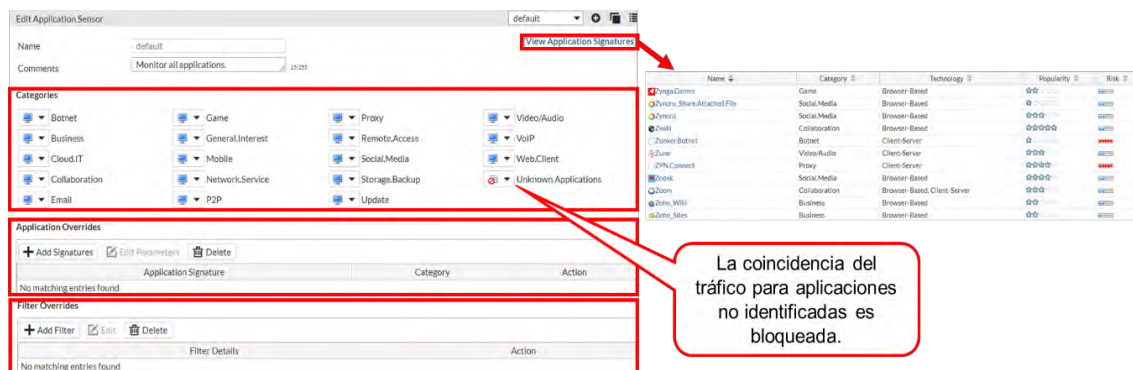 Edit Application Sensor
default
View Application Signatures
Name
default
Comments
Monitor all applications.
25/255
Categories
Botnet
Game
Proxy
Video/Audio
Business
General.Interest
Remote.Access
VoIP
Cloud.IT
Mobile
Social.Media
Web.Client
Collaboration
Network.Service
Storage.Backup
Unknown Applications
Email
P2P
Update
Application Overrides
Add Signatures Edit Parameters Delete
Application Signature Category Action
No matching entries found
Filter Overrides
Add Filter Edit Delete
Filter Details Action
No matching entries found
Name Category Technology Popularity Risk
Zynga.Games Game Browser-Based
Zyncro_Share.Attached.File Social.Media Browser-Based
Zyncro Social.Media Browser-Based
Zwiki Collaboration Browser-Based
Zunker.Botnet Botnet Client-Server
Zune Video/Audio Client-Server
ZPN.Connect Proxy Client-Server
Zoosk Social.Media Browser-Based
Zoom Collaboration Browser-Based, Client-Server
Zoho_Wiki Business Browser-Based
Zoho_Sites Business Browser-Based
La coincidencia del
tráfico para aplicaciones
no identificadas es
bloqueada.